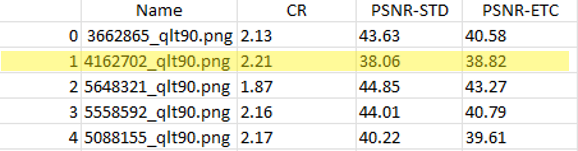 Name CR PSNR-STD PSNR-ETC
0 3662865_qlt90.png 2.13 43.63 40.58
1 4162702_qlt90.png 2.21 38.06 38.82
2 5648321_qlt90.png 1.87 44.85 43.27
3 5558592_qlt90.png 2.16 44.01 40.79
4 5088155_qlt90.png 2.17 40.22 39.61